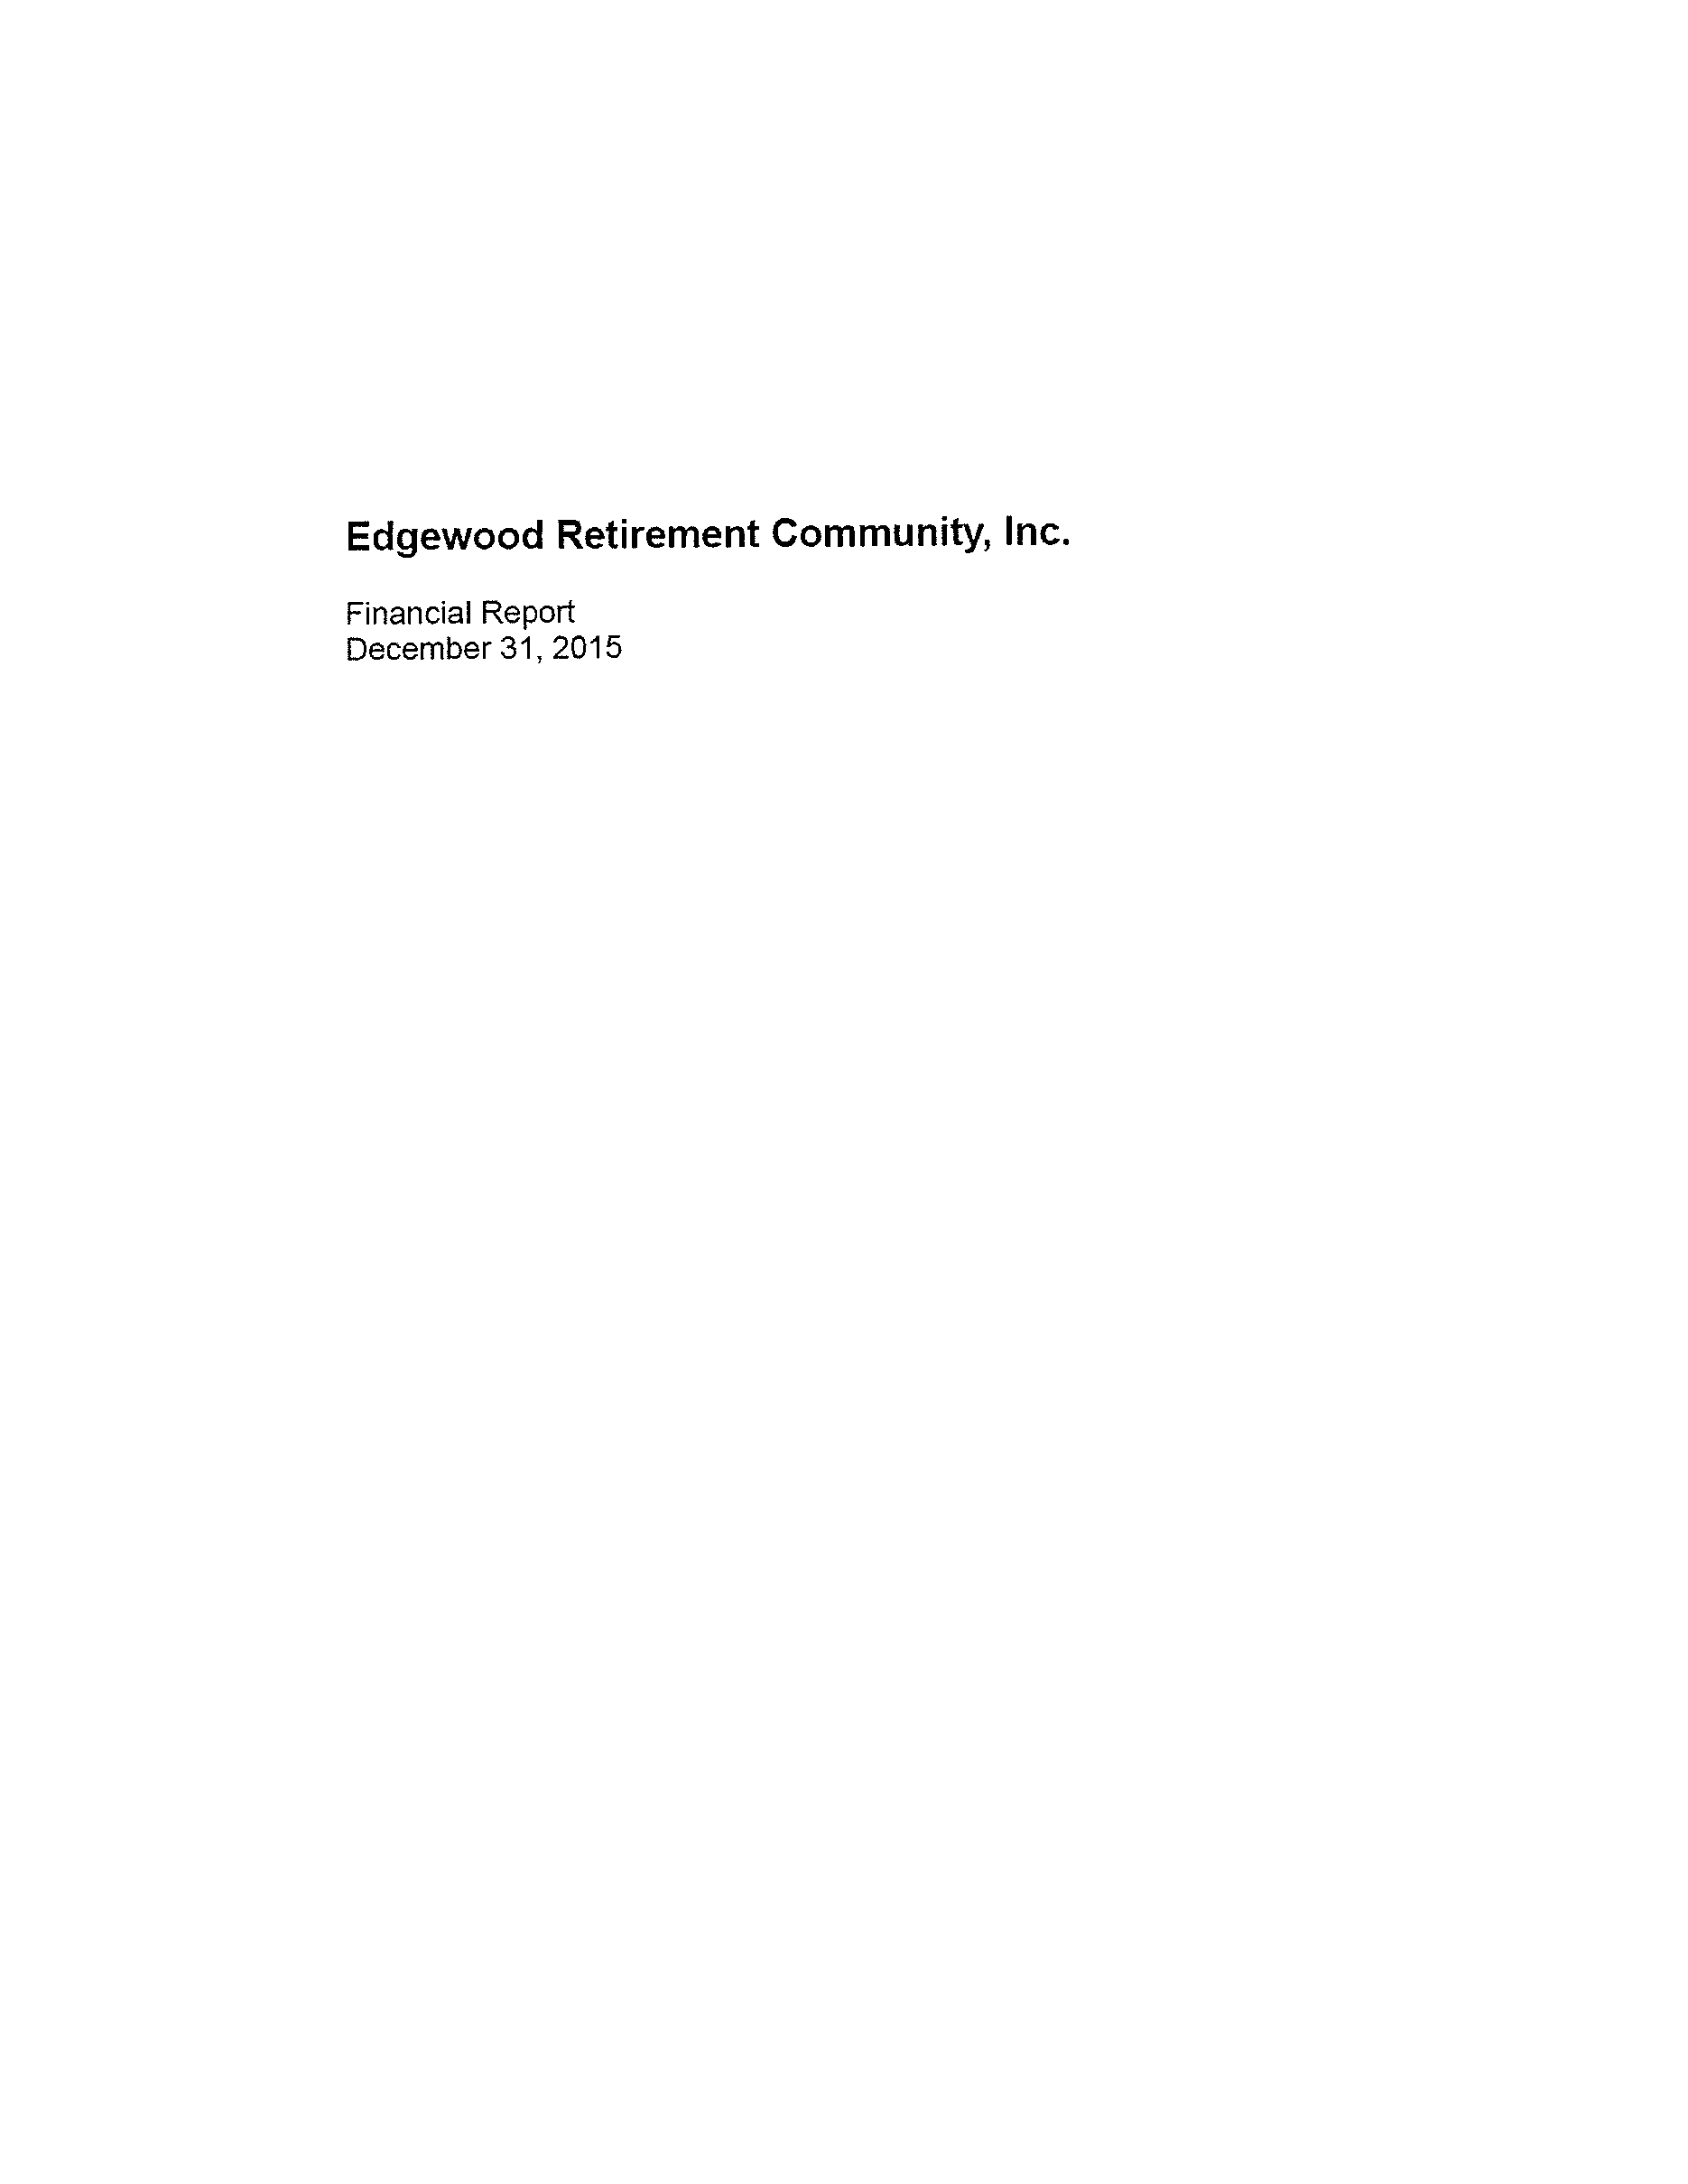 Edgewood Retirement Community, Inc.
Financial Report
December 31, 2015